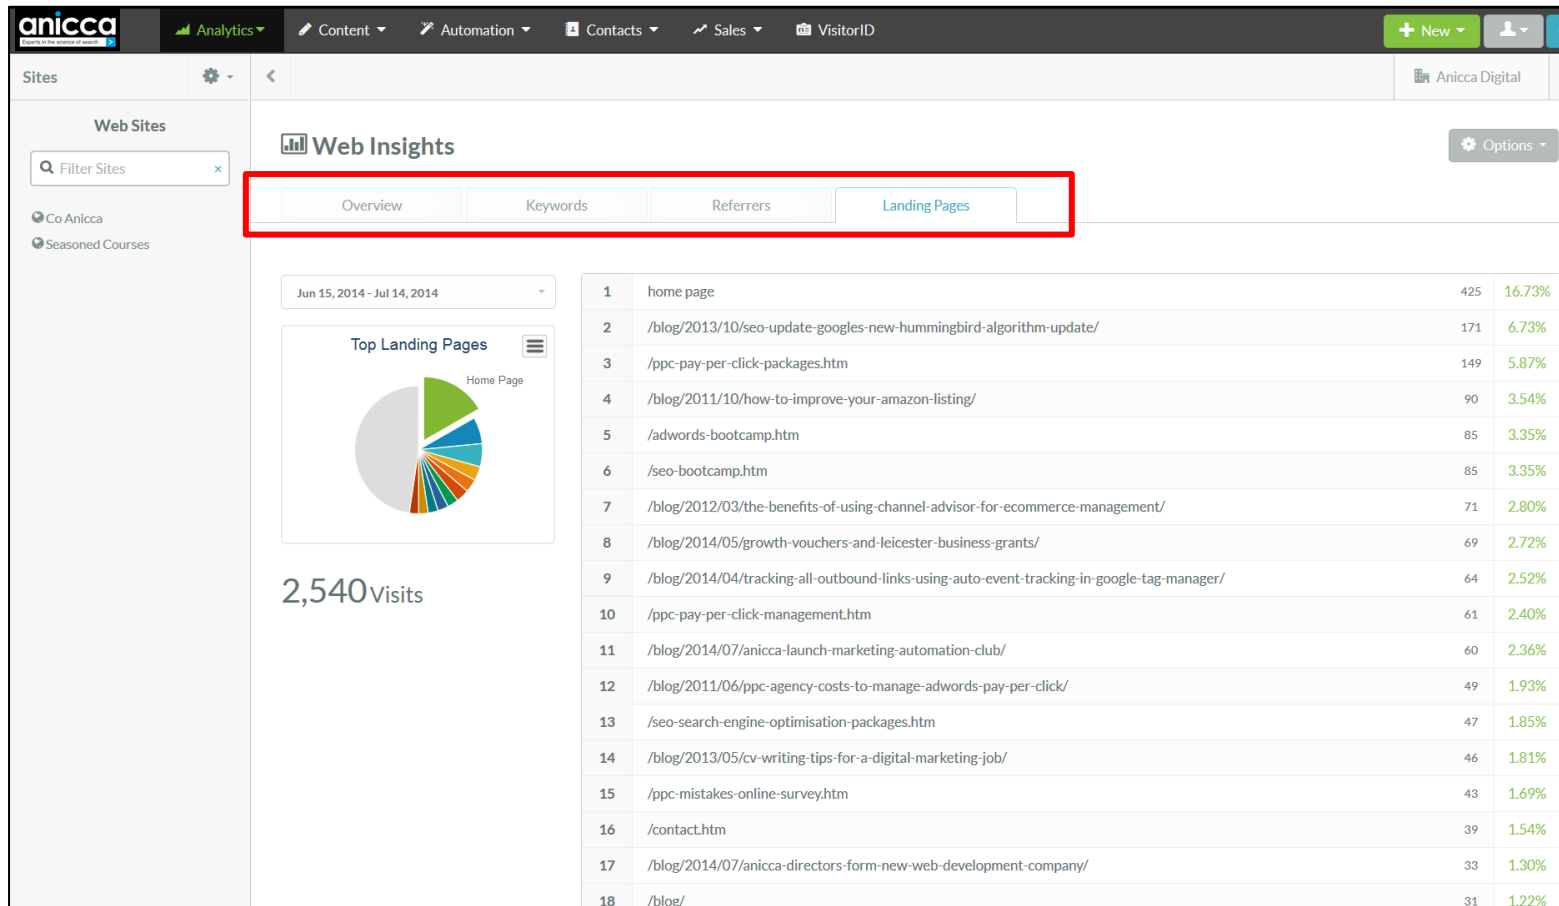 anicca
Experts in the science of search
Analytics
Content
Automation
Contacts
Sales
VisitorID
New
Sites
Anicca Digital
Web Sites
Filter Sites ×
Co Anicca
Seasoned Courses
Web Insights
Options
Overview Keywords Referrers Landing Pages
Jun 15, 2014 - Jul 14, 2014
Top Landing Pages
Home Page
2,540 Visits
1 home page 425 16.73%
2 /blog/2013/10/seo-update-googles-new-hummingbird-algorithm-update/ 171 6.73%
3 /ppc-pay-per-click-packages.htm 149 5.87%
4 /blog/2011/10/how-to-improve-your-amazon-listing/ 90 3.54%
5 /adwords-bootcamp.htm 85 3.35%
6 /seo-bootcamp.htm 85 3.35%
7 /blog/2012/03/the-benefits-of-using-channel-advisor-for-ecommerce-management/ 71 2.80%
8 /blog/2014/05/growth-vouchers-and-leicester-business-grants/ 69 2.72%
9 /blog/2014/04/tracking-all-outbound-links-using-auto-event-tracking-in-google-tag-manager/ 64 2.52%
10 /ppc-pay-per-click-management.htm 61 2.40%
11 /blog/2014/07/anicca-launch-marketing-automation-club/ 60 2.36%
12 /blog/2011/06/ppc-agency-costs-to-manage-adwords-pay-per-click/ 49 1.93%
13 /seo-search-engine-optimisation-packages.htm 47 1.85%
14 /blog/2013/05/cv-writing-tips-for-a-digital-marketing-job/ 46 1.81%
15 /ppc-mistakes-online-survey.htm 43 1.69%
16 /contact.htm 39 1.54%
17 /blog/2014/07/anicca-directors-form-new-web-development-company/ 33 1.30%
18 /blog/ 31 1.22%